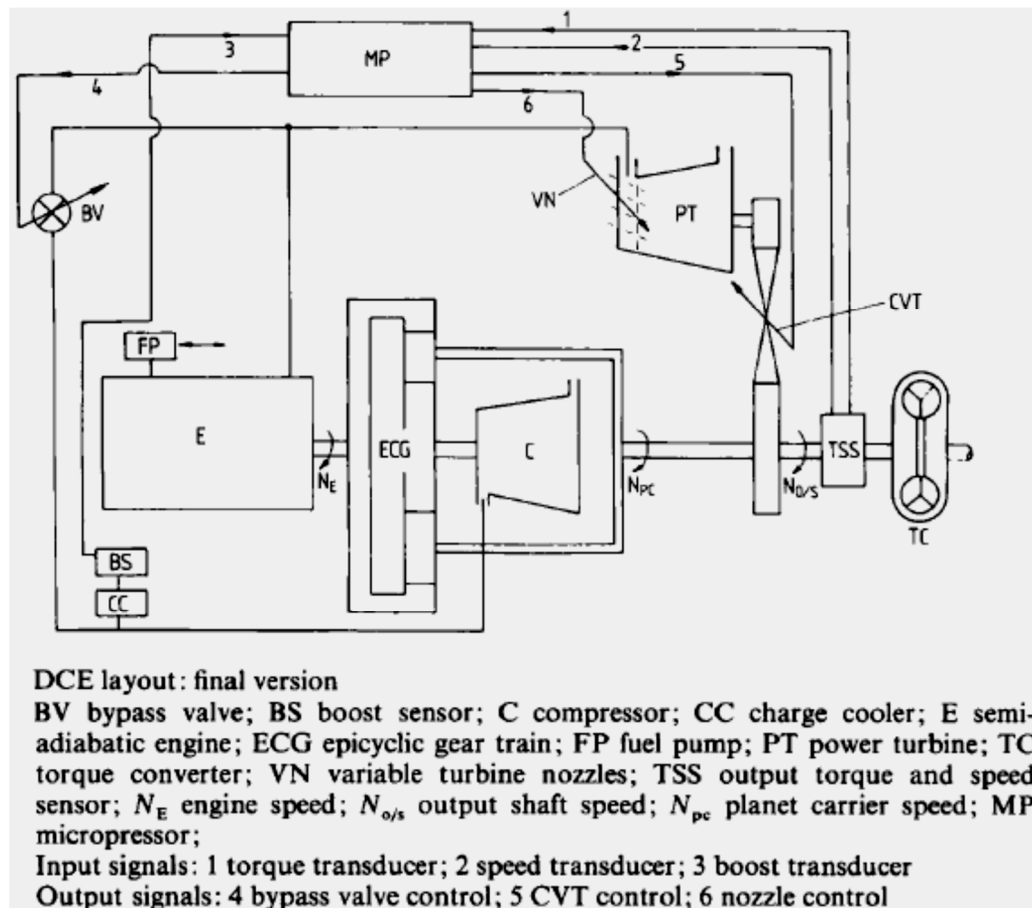 1
3
MP
2
4
5
6
BV
VN
PT
CVT
FP
E
N_E
ECG
C
N_PC
N_O/S
TSS
TC
BS
CC
DCE layout: final version
BV bypass valve; BS boost sensor; C compressor; CC charge cooler; E semi-
adiabatic engine; ECG epicyclic gear train; FP fuel pump; PT power turbine; TC
torque converter; VN variable turbine nozzles; TSS output torque and speed
sensor; N_E engine speed; N_o/s output shaft speed; N_pc planet carrier speed; MP
micropressor;
Input signals: 1 torque transducer; 2 speed transducer; 3 boost transducer
Output signals: 4 bypass valve control; 5 CVT control; 6 nozzle control